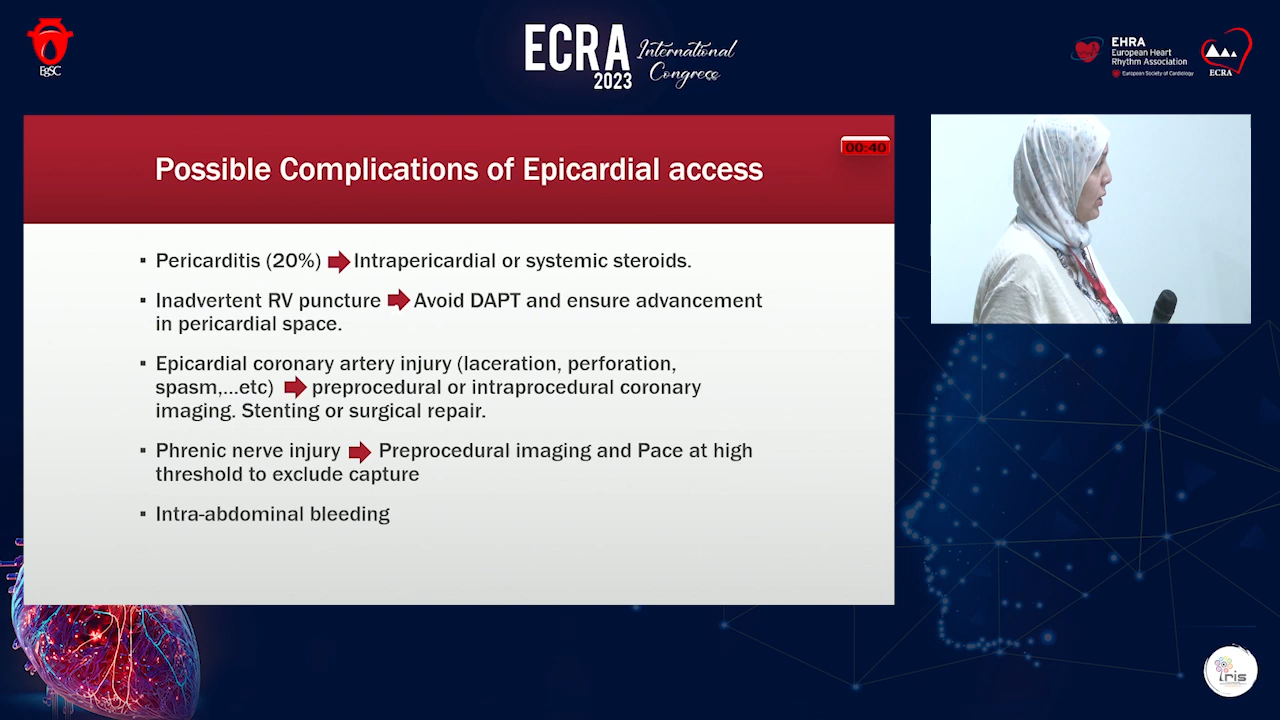 EgSC
ECRA
2023
International
Congress
EHRA
European Heart
Rhythm Association
European Society of Cardiology
ECRA
00:40
Possible Complications of Epicardial access
▪ Pericarditis (20%) ➡ Intrapericardial or systemic steroids.
▪ Inadvertent RV puncture ➡ Avoid DAPT and ensure advancement
in pericardial space.
▪ Epicardial coronary artery injury (laceration, perforation,
spasm,...etc) ➡ preprocedural or intraprocedural coronary
imaging. Stenting or surgical repair.
▪ Phrenic nerve injury ➡ Preprocedural imaging and Pace at high
threshold to exclude capture
▪ Intra-abdominal bleeding
iris